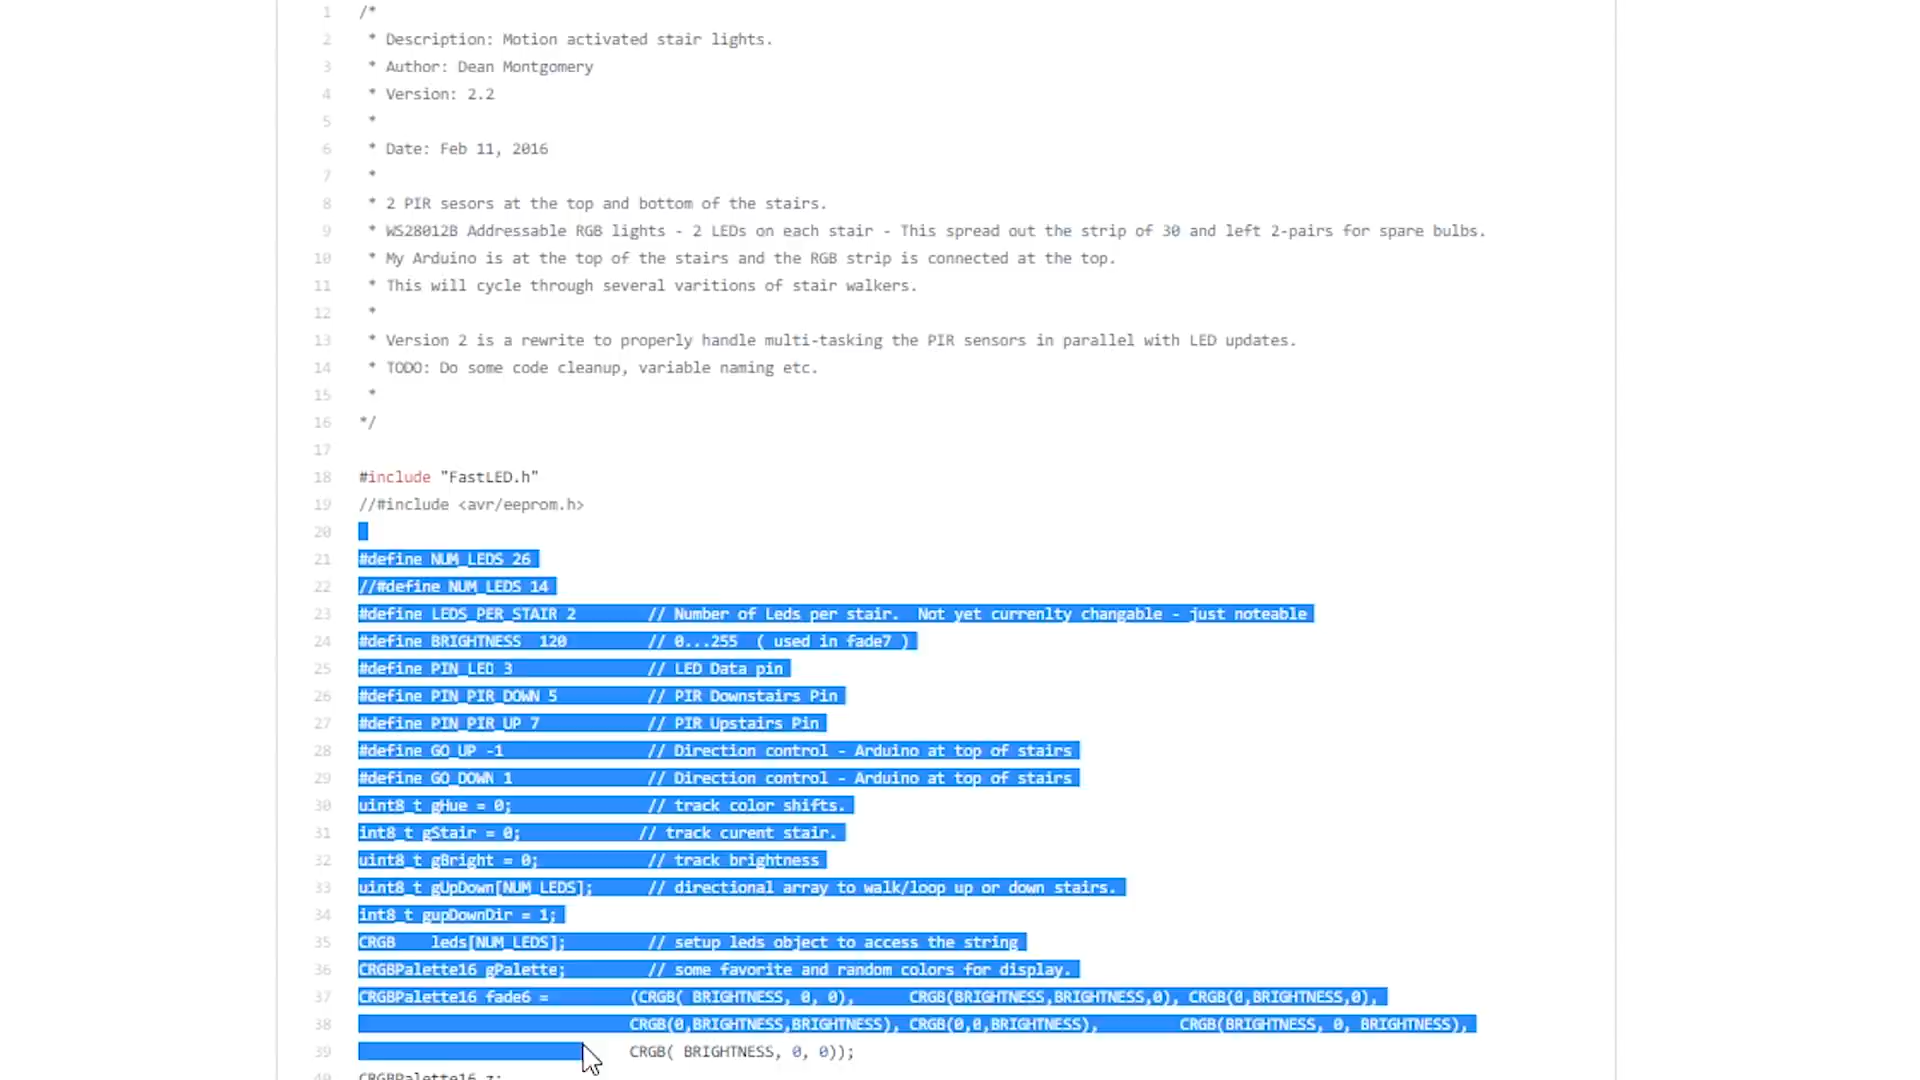 1 /*
2 * Description: Motion activated stair lights.
3 * Author: Dean Montgomery
4 * Version: 2.2
5 *
6 * Date: Feb 11, 2016
7 *
8 * 2 PIR sesors at the top and bottom of the stairs.
9 * WS28012B Addressable RGB lights - 2 LEDs on each stair - This spread out the strip of 30 and left 2-pairs for spare bulbs.
10 * My Arduino is at the top of the stairs and the RGB strip is connected at the top.
11 * This will cycle through several varitions of stair walkers.
12 *
13 * Version 2 is a rewrite to properly handle multi-tasking the PIR sensors in parallel with LED updates.
14 * TODO: Do some code cleanup, variable naming etc.
15 *
16 */
17
18 #include "FastLED.h"
19 //#include <avr/eeprom.h>
20
21 #define NUM_LEDS 26
22 //#define NUM_LEDS 14
23 #define LEDS_PER_STAIR 2 // Number of Leds per stair. Not yet currenlty changable - just noteable
24 #define BRIGHTNESS 120 // 0...255 ( used in fade7 )
25 #define PIN_LED 3 // LED Data pin
26 #define PIN_PIR_DOWN 5 // PIR Downstairs Pin
27 #define PIN_PIR_UP 7 // PIR Upstairs Pin
28 #define GO_UP -1 // Direction control - Arduino at top of stairs
29 #define GO_DOWN 1 // Direction control - Arduino at top of stairs
30 uint8_t gHue = 0; // track color shifts.
31 int8_t gStair = 0; // track curent stair.
32 uint8_t gBright = 0; // track brightness
33 uint8_t gUpDown[NUM_LEDS]; // directional array to walk/loop up or down stairs.
34 int8_t gupDownDir = 1;
35 CRGB leds[NUM_LEDS]; // setup leds object to access the string
36 CRGBPalette16 gPalette; // some favorite and random colors for display.
37 CRGBPalette16 fade6 = (CRGB( BRIGHTNESS, 0, 0), CRGB(BRIGHTNESS,BRIGHTNESS,0), CRGB(0,BRIGHTNESS,0),
38 CRGB(0,BRIGHTNESS,BRIGHTNESS), CRGB(0,0,BRIGHTNESS), CRGB(BRIGHTNESS, 0, BRIGHTNESS),
39 CRGB( BRIGHTNESS, 0, 0));
40 CRGBPalette16 z;